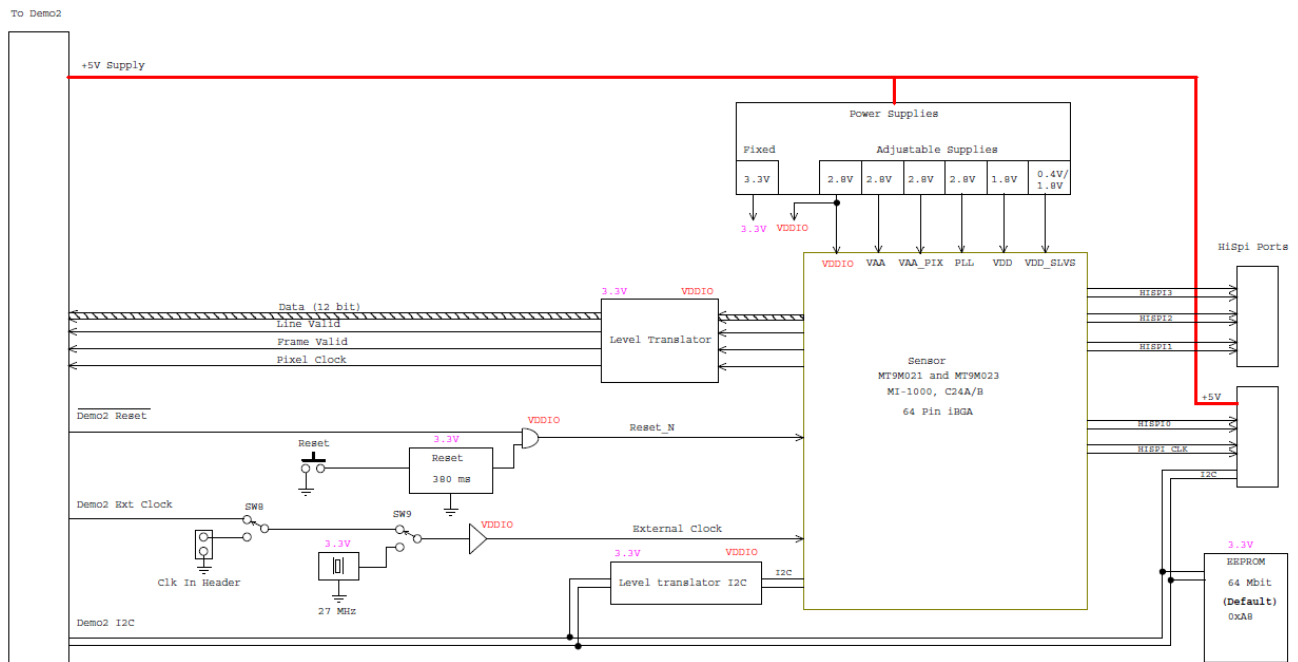 To Demo2
+5V Supply
Power Supplies
Fixed
Adjustable Supplies
3.3V
2.8V
2.8V
2.8V
2.8V
1.8V
0.4V/
1.8V
3.3V
VDDIO
HiSpi Ports
VDDIO
VAA
VAA_PIX
PLL
VDD
VDD_SLVS
3.3V
VDDIO
HISPI3
Data (12 bit)
HISPI2
Line Valid
Level Translator
Frame Valid
HISPI1
Pixel Clock
Sensor
MT9M021 and MT9M023
MI-1000, C24A/B
64 Pin iBGA
+5V
Demo2 Reset
VDDIO
Reset_N
HISPI0
Reset
3.3V
HISPI CLK
Reset
380 ms
I2C
Demo2 Ext Clock
SW8
SW9
VDDIO
External Clock
3.3V
3.3V
VDDIO
3.3V
EEPROM
I2C
Clk In Header
Level translator I2C
64 Mbit
(Default)
27 MHz
0xA8
Demo2 I2C